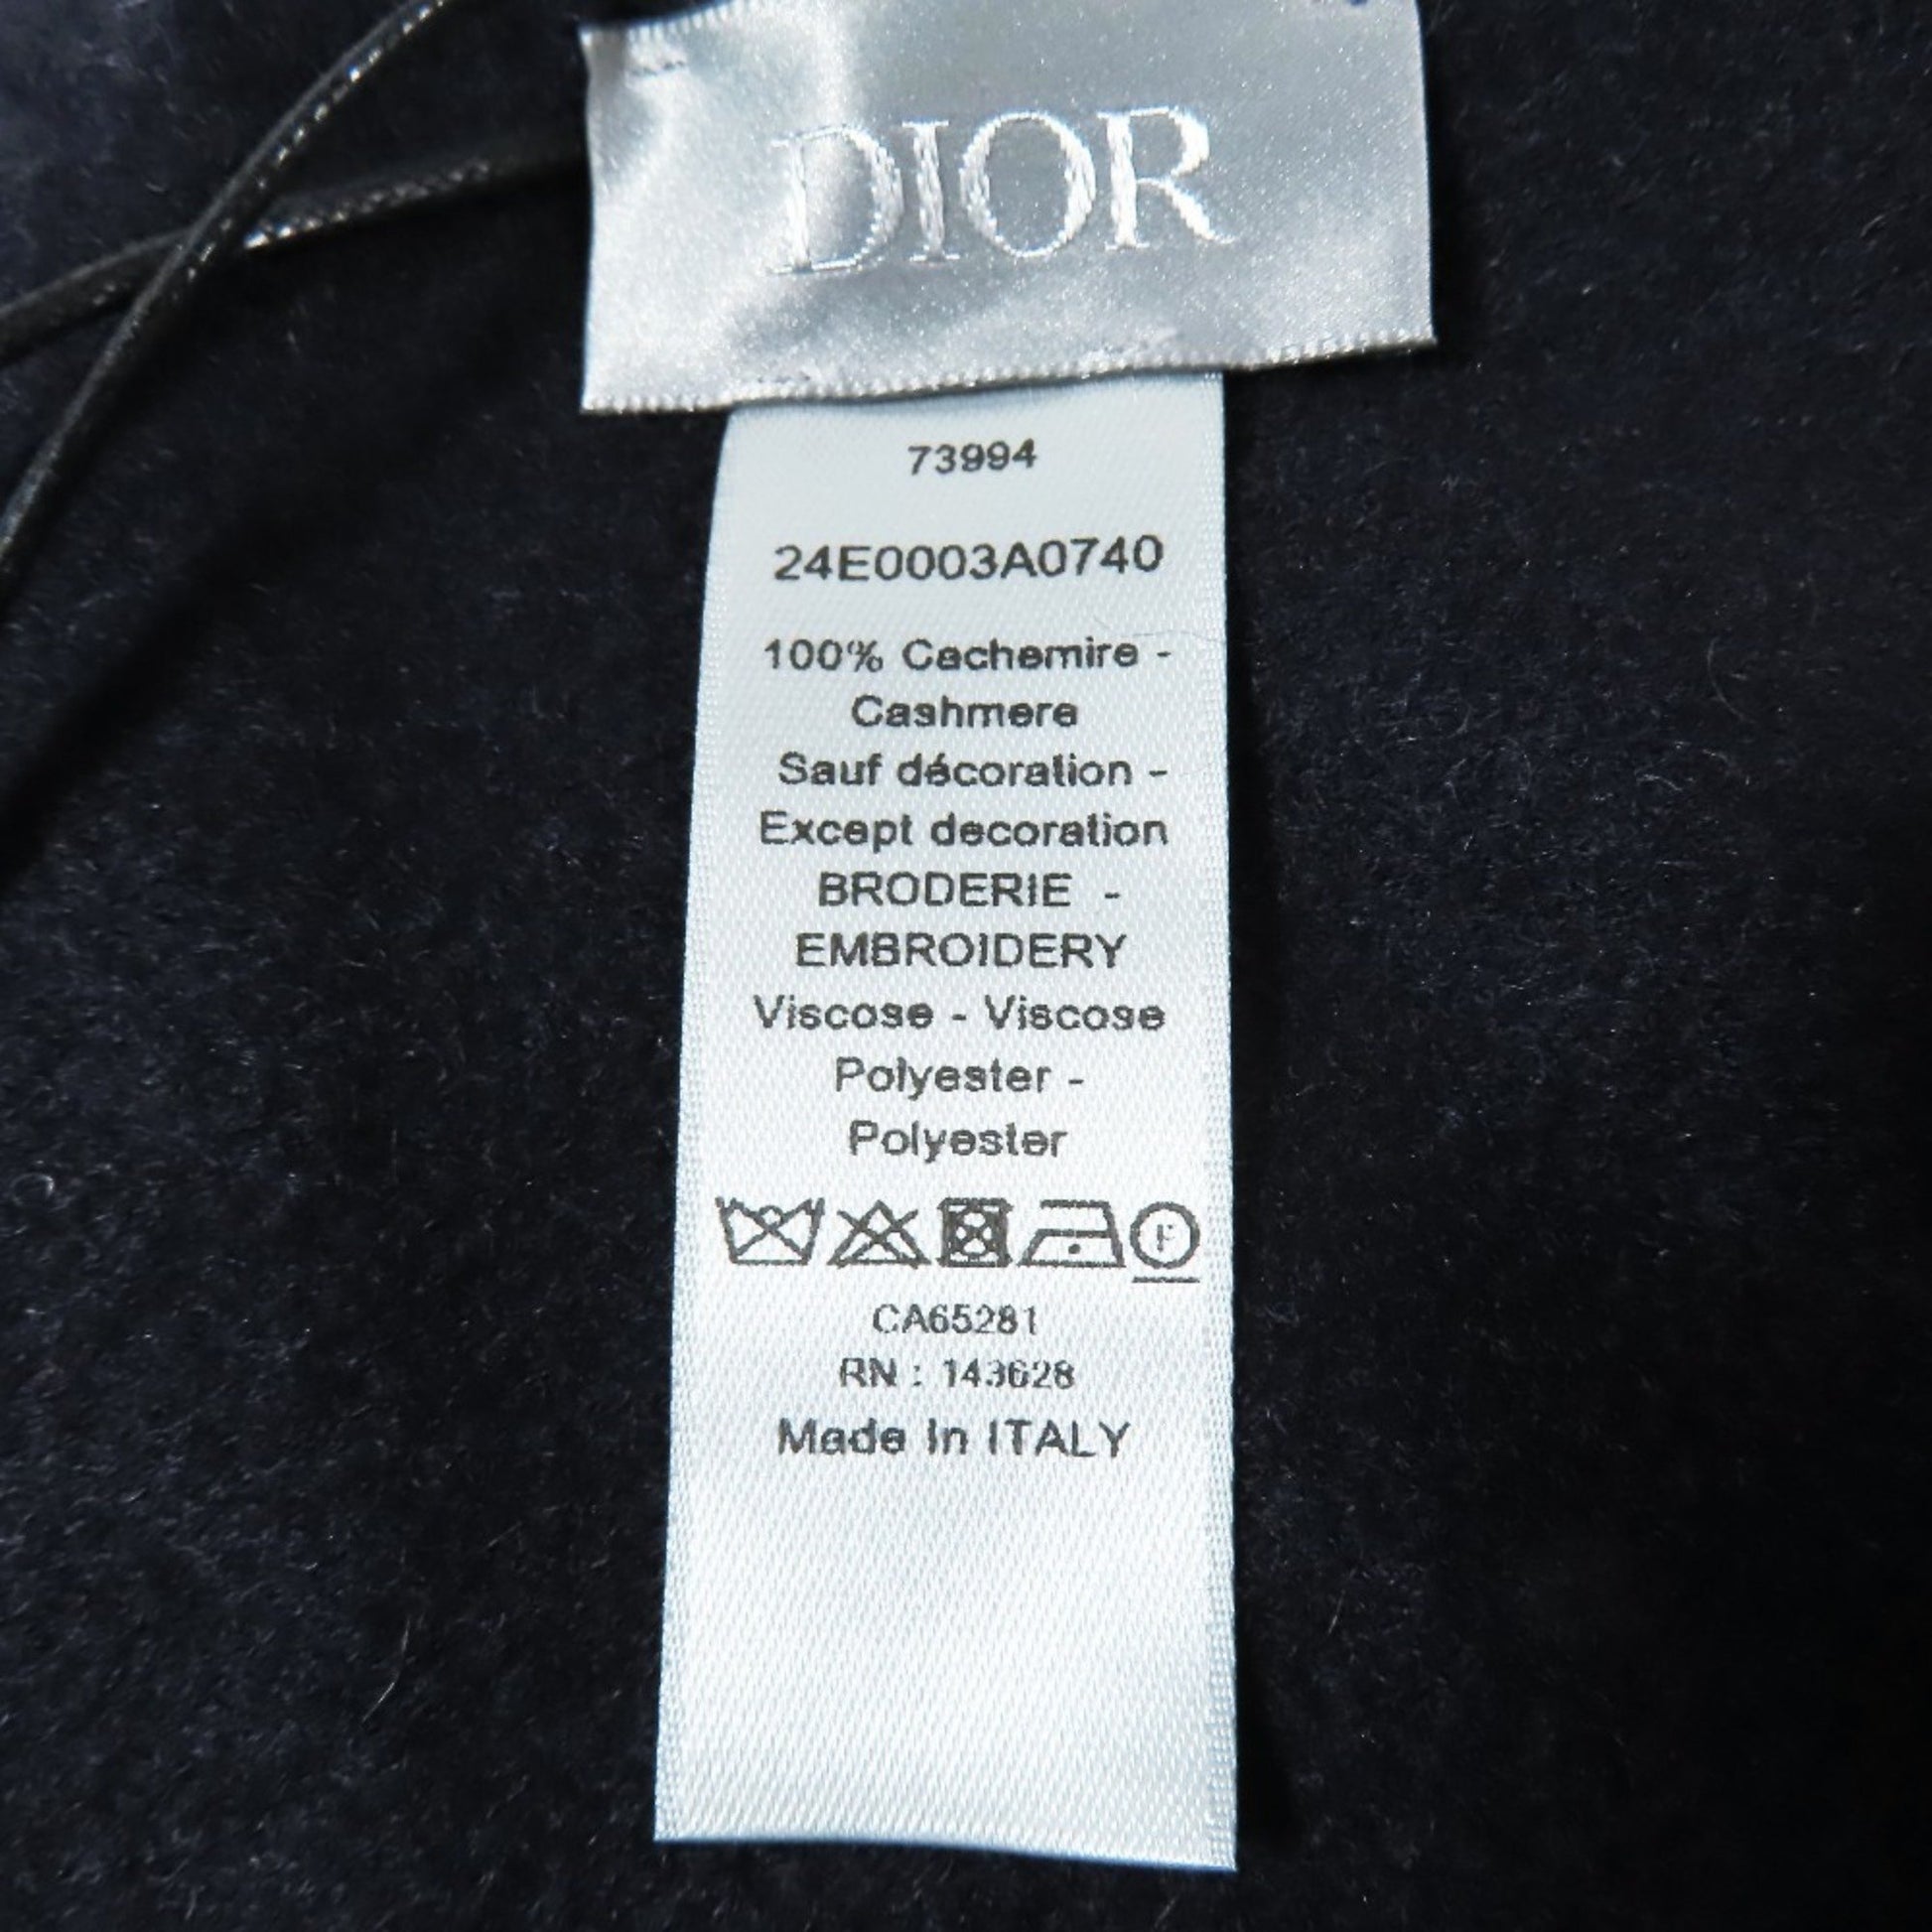 DIOR
73994
24E0003A0740
100% Cachemire -
Cashmere
Sauf décoration -
Except decoration
BRODERIE -
EMBROIDERY
Viscose - Viscose
Polyester -
Polyester
F
CA65281
RN : 143628
Made In ITALY